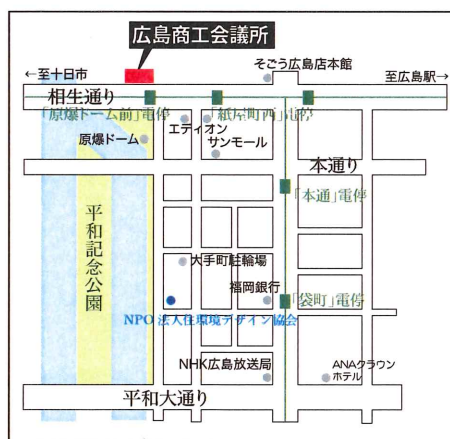 広島商工会議所
そごう広島店本館
←至十日市
至広島駅→
相生通り
「原爆ドーム前」電停
「紙屋町西」電停
エディオン
原爆ドーム
サンモール
本通り
「本通」電停
平和記念公園
大手町駐輪場
福岡銀行
「袋町」電停
NPO法人住環境デザイン協会
NHK広島放送局
ANAクラウン
ホテル
平和大通り